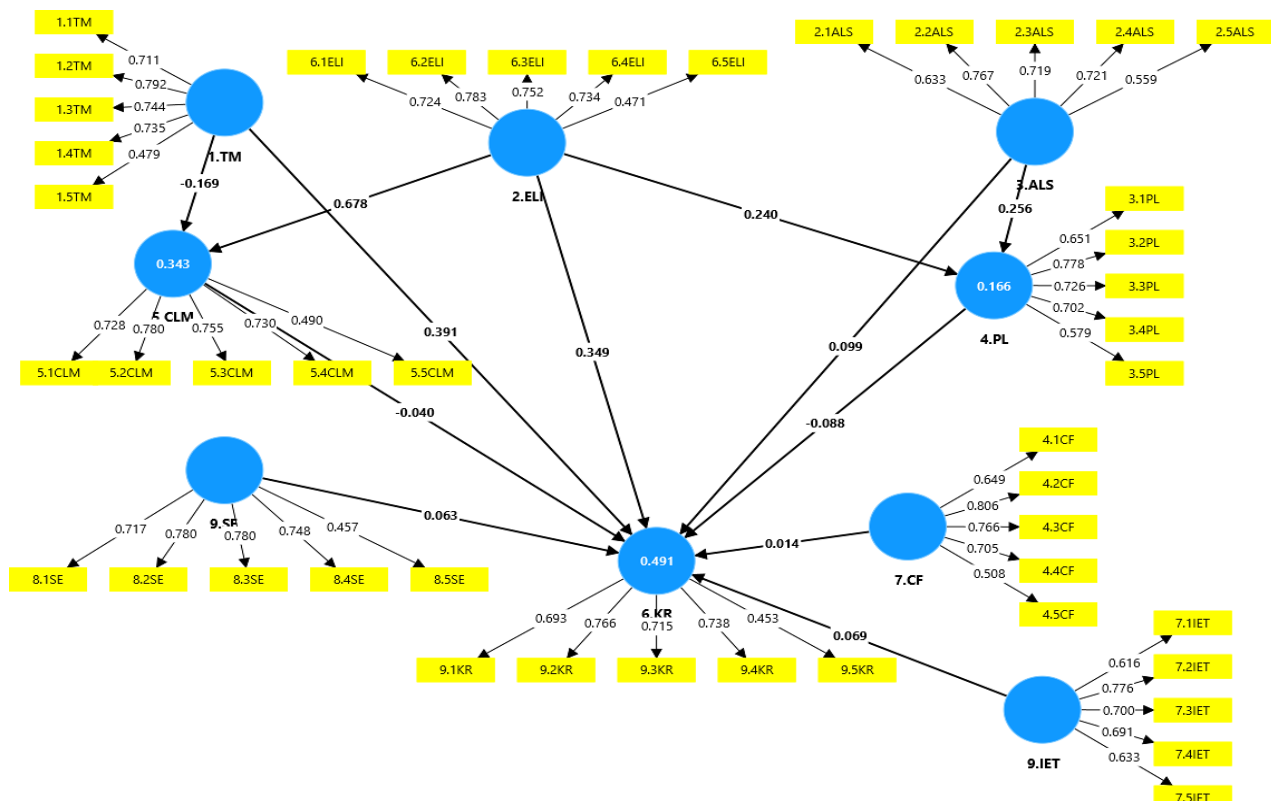 1.1TM
1.2TM
1.3TM
1.4TM
1.5TM
0.711
0.792
0.744
0.735
0.479
1.TM
-0.169
6.1ELI
6.2ELI
6.3ELI
6.4ELI
6.5ELI
0.724
0.783
0.752
0.734
0.471
2.ELI
0.678
0.240
2.1ALS
2.2ALS
2.3ALS
2.4ALS
2.5ALS
0.633
0.767
0.719
0.721
0.559
3.ALS
0.256
3.1PL
3.2PL
3.3PL
3.4PL
3.5PL
0.651
0.778
0.726
0.702
0.579
0.166
4.PL
0.343
5.CLM
0.728
0.780
0.755
0.730
0.490
5.1CLM
5.2CLM
5.3CLM
5.4CLM
5.5CLM
0.391
0.349
0.099
-0.088
-0.040
9.SE
0.717
0.780
0.780
0.748
0.457
8.1SE
8.2SE
8.3SE
8.4SE
8.5SE
0.063
0.491
6.KR
0.693
0.766
0.715
0.738
0.453
9.1KR
9.2KR
9.3KR
9.4KR
9.5KR
0.014
7.CF
0.649
0.806
0.766
0.705
0.508
4.1CF
4.2CF
4.3CF
4.4CF
4.5CF
0.069
9.IET
0.616
0.776
0.700
0.691
0.633
7.1IET
7.2IET
7.3IET
7.4IET
7.5IET